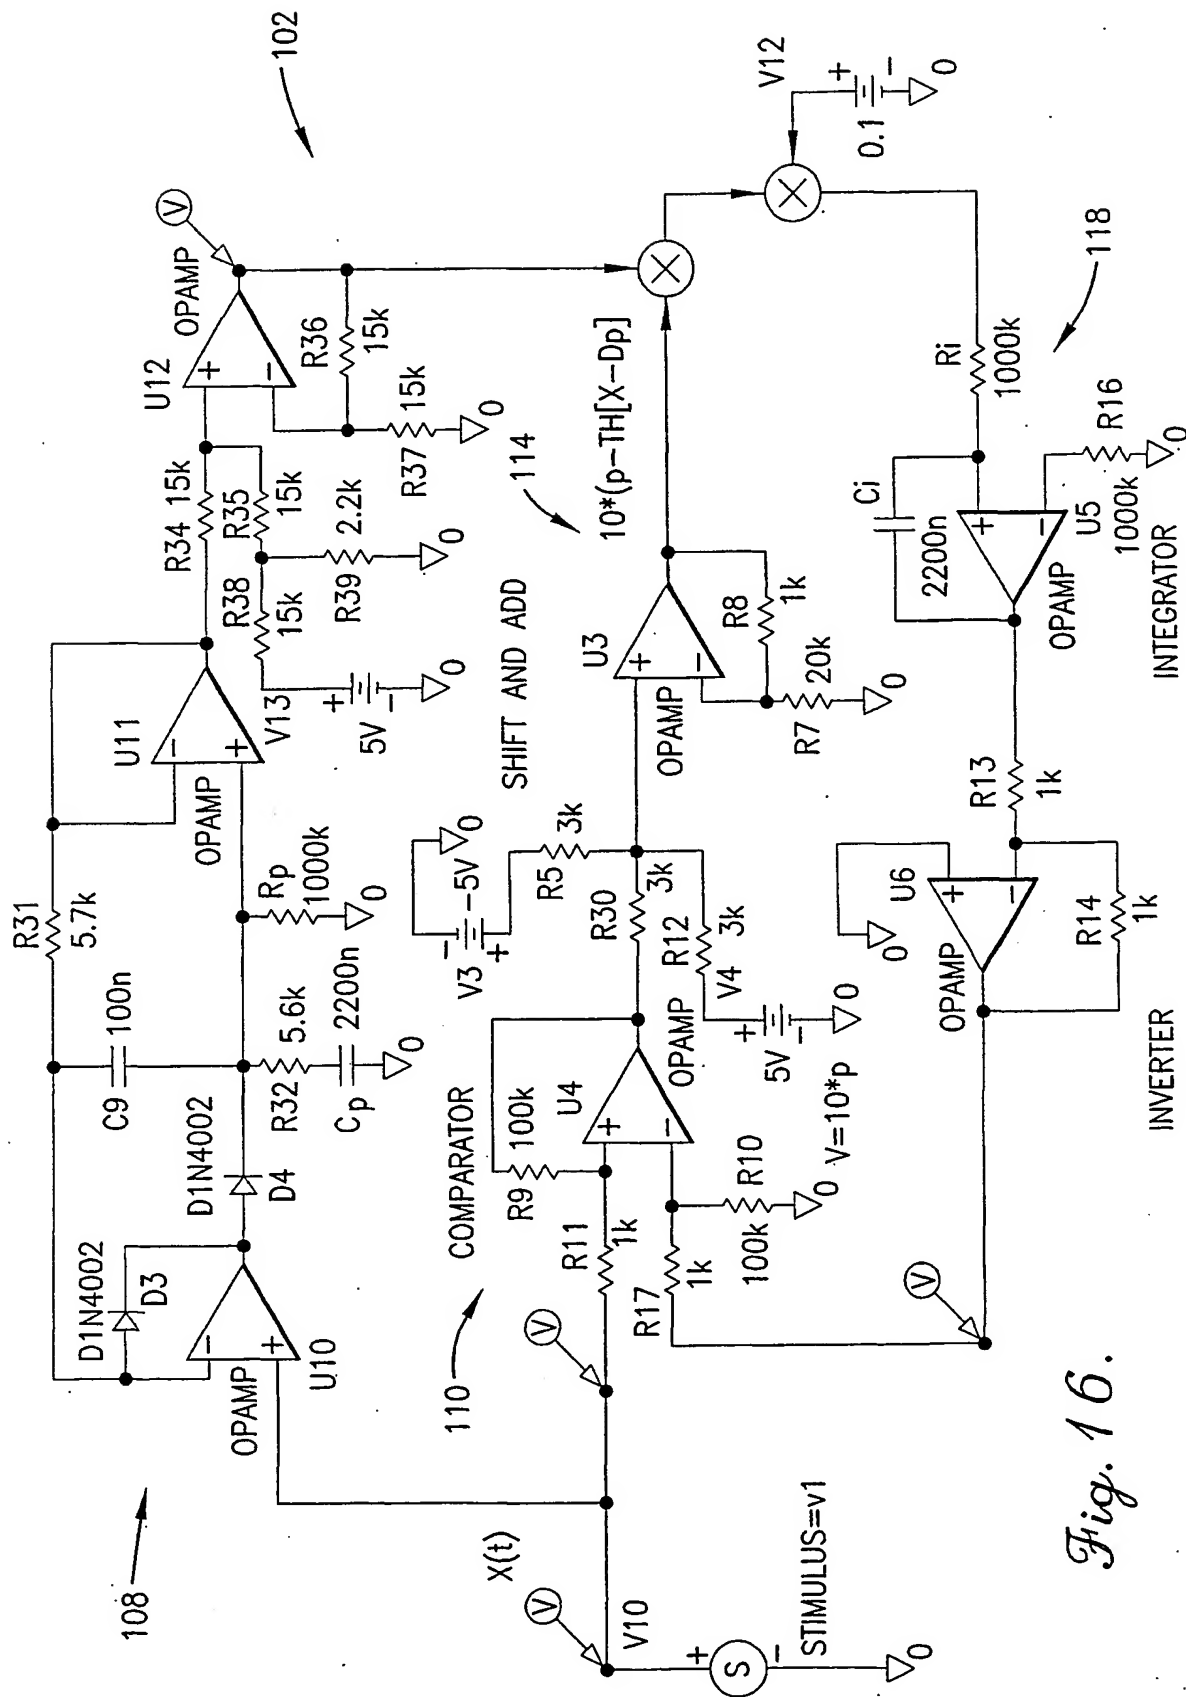 108
102
D1N4002
D3
OPAMP
U10
D1N4002
D4
C9
100n
R31
5.7k
R32
5.6k
Cp
2200n
0
Rp
1000k
0
U11
OPAMP
V13
5V
0
R34
15k
R35
15k
R38
15k
R39
2.2k
0
U12
OPAMP
V
R36
15k
R37
15k
0
X(t)
V
V10
S
STIMULUS=v1
0
110
COMPARATOR
V
R11
1k
R9
100k
U4
OPAMP
R17
1k
R10
100k
0
V=10*p
V3
-5V
0
R5
3k
R30
3k
R12
3k
V4
5V
0
SHIFT AND ADD
114
U3
OPAMP
R8
1k
R7
20k
0
10*(p-TH[X-Dp]
V12
0.1
0
118
Ri
1000k
Ci
2200n
U5
OPAMP
R16
1000k
0
INTEGRATOR
R13
1k
U6
OPAMP
0
R14
1k
INVERTER
V
Fig. 16.
+
-
+
-
+
-
+
-
+
-
+
-
+
-
+
-
+
-
+
-
+
-
+
-